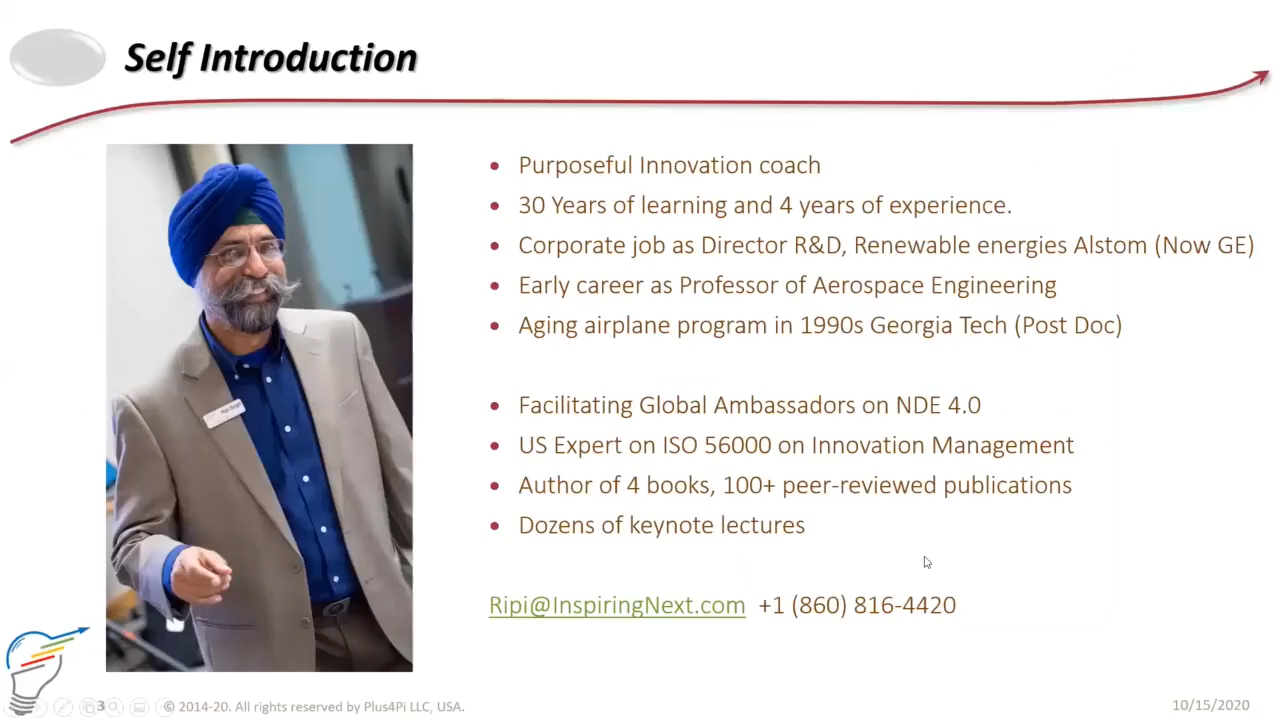 Self Introduction
Purposeful Innovation coach
30 Years of learning and 4 years of experience.
Corporate job as Director R&D, Renewable energies Alstom (Now GE)
Early career as Professor of Aerospace Engineering
Aging airplane program in 1990s Georgia Tech (Post Doc)
Facilitating Global Ambassadors on NDE 4.0
US Expert on ISO 56000 on Innovation Management
Author of 4 books, 100+ peer-reviewed publications
Dozens of keynote lectures
Ripi@InspiringNext.com +1 (860) 816-4420
3 © 2014-20. All rights reserved by Plus4Pi LLC, USA. 10/15/2020